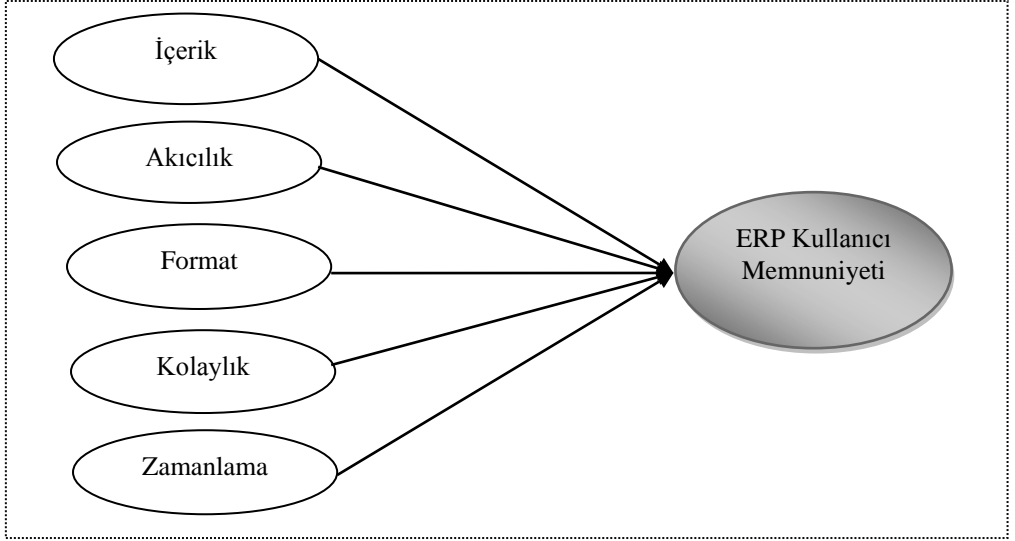 İçerik
Akıcılık
Format
Kolaylık
Zamanlama
ERP Kullanıcı
Memnuniyeti